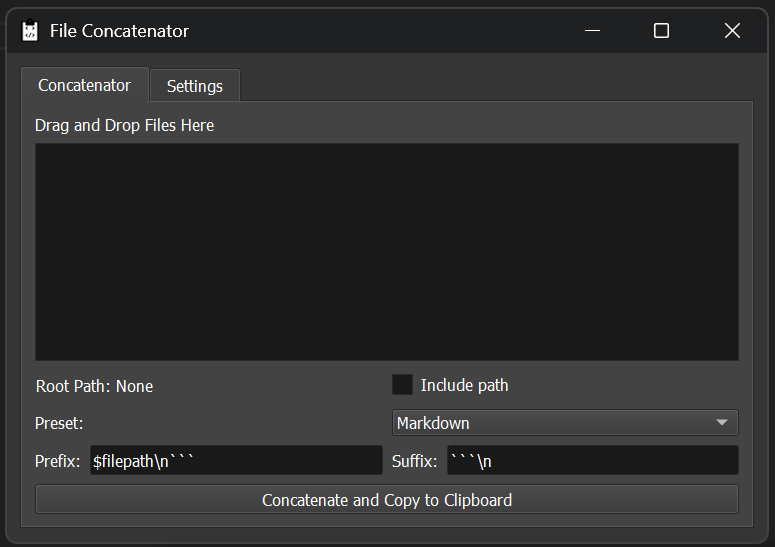 File Concatenator
Concatenator Settings
Drag and Drop Files Here
Root Path: None Include path
Preset: Markdown
Prefix: $filepath\n``` Suffix: ```\n
Concatenate and Copy to Clipboard